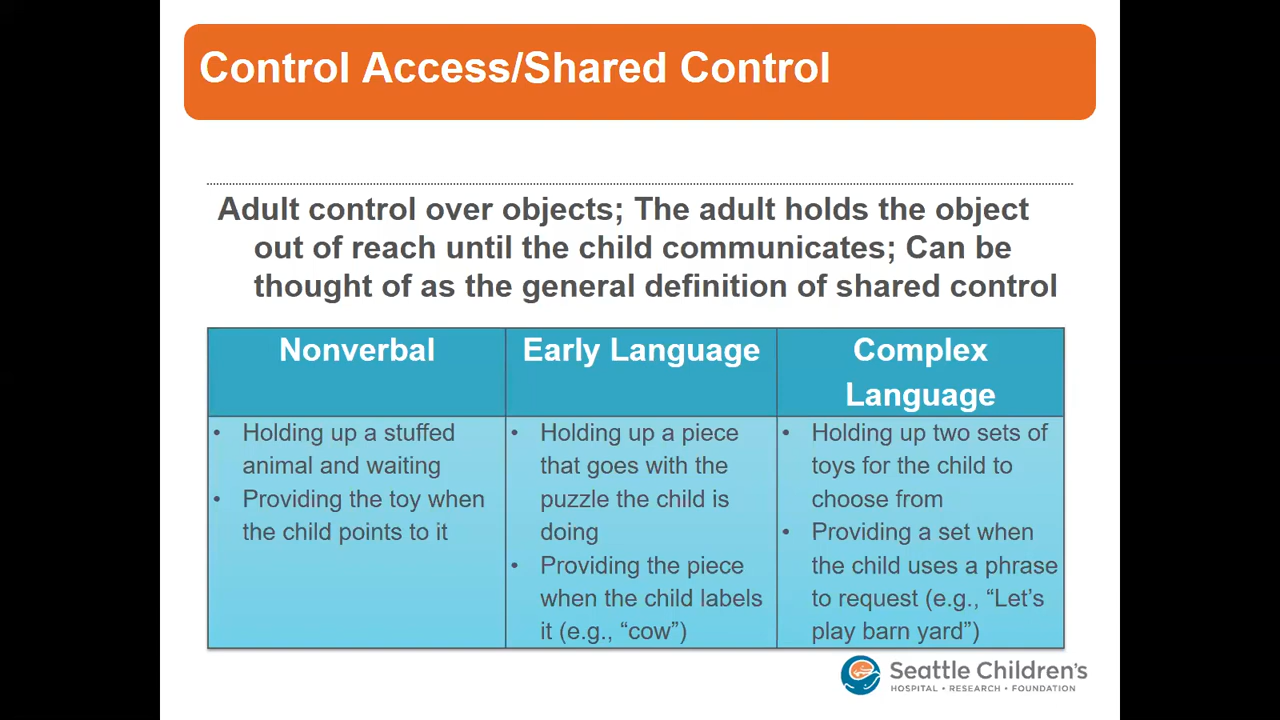 Control Access/Shared Control
Adult control over objects; The adult holds the object
out of reach until the child communicates; Can be
thought of as the general definition of shared control
Nonverbal
• Holding up a stuffed
animal and waiting
• Providing the toy when
the child points to it
Early Language
• Holding up a piece
that goes with the
puzzle the child is
doing
• Providing the piece
when the child labels
it (e.g., “cow”)
Complex
Language
• Holding up two sets of
toys for the child to
choose from
• Providing a set when
the child uses a phrase
to request (e.g., “Let’s
play barn yard”)
Seattle Children’s
HOSPITAL • RESEARCH • FOUNDATION